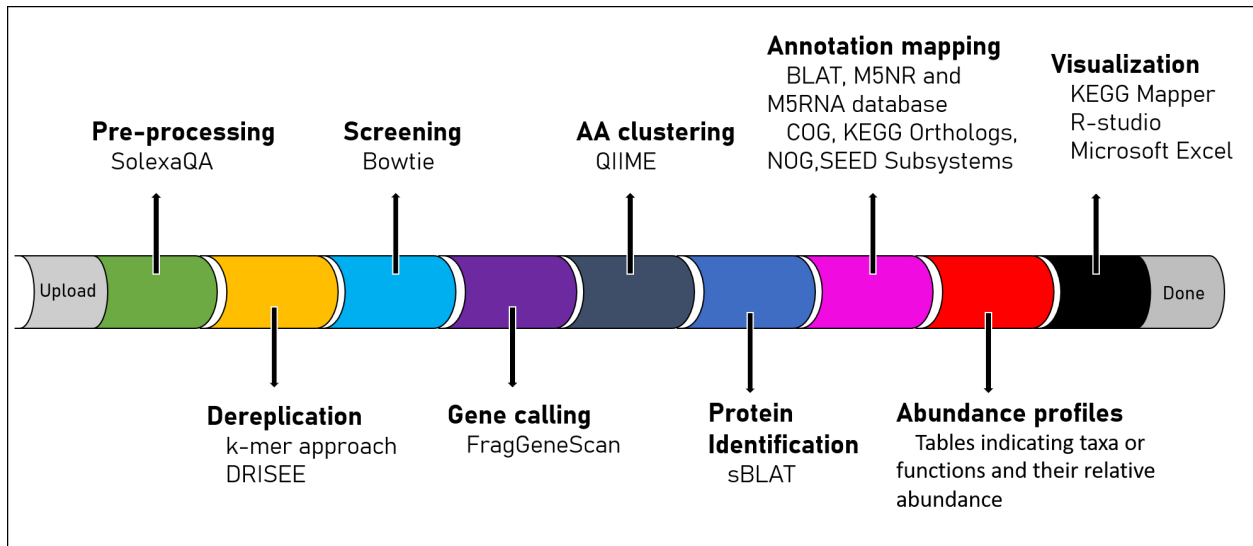 Annotation mapping
BLAT, M5NR and
M5RNA database
COG, KEGG Orthologs,
NOG,SEED Subsystems
Visualization
KEGG Mapper
R-studio
Microsoft Excel
Pre-processing
SolexaQA
Screening
Bowtie
AA clustering
QIIME
Upload
Done
Dereplication
k-mer approach
DRISEE
Gene calling
FragGeneScan
Protein
Identification
sBLAT
Abundance profiles
Tables indicating taxa or
functions and their relative
abundance